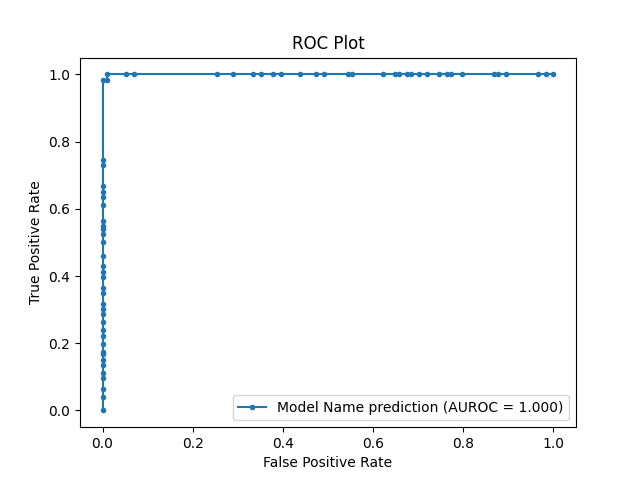 ROC Plot
True Positive Rate
1.0
0.8
0.6
0.4
0.2
0.0
Model Name prediction (AUROC = 1.000)
0.0 0.2 0.4 0.6 0.8 1.0
False Positive Rate